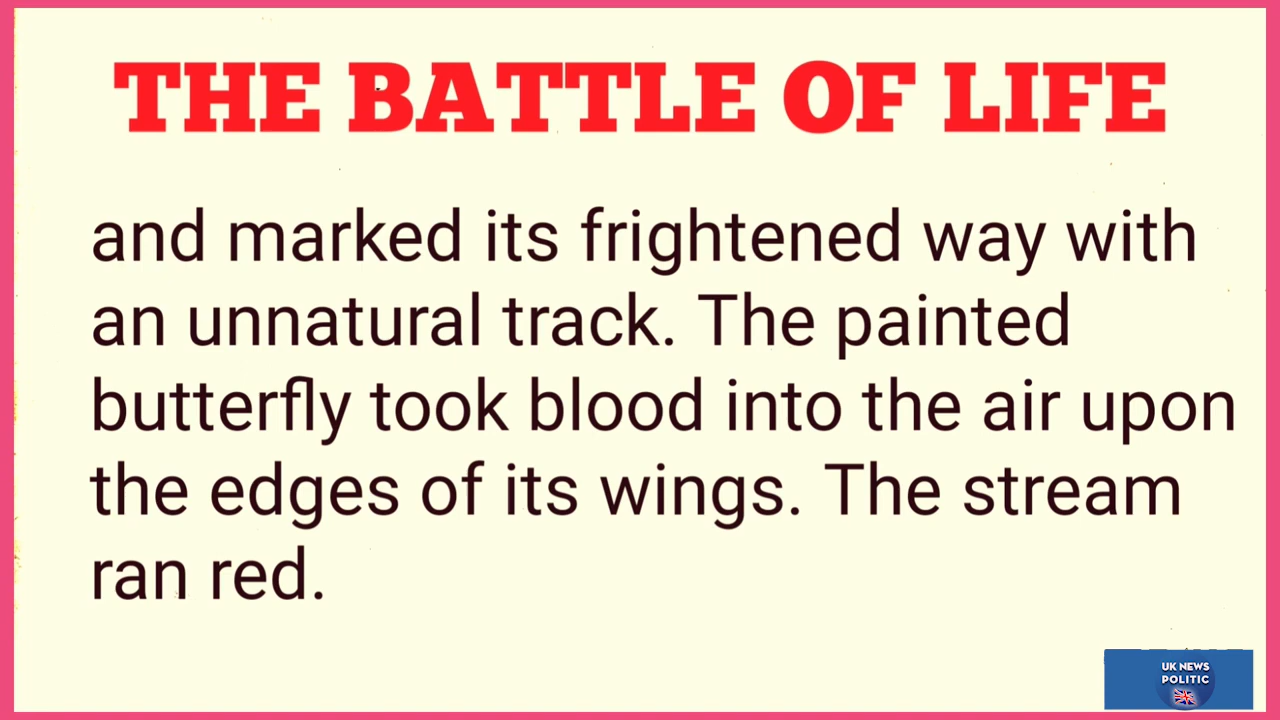 THE BATTLE OF LIFE
and marked its frightened way with
an unnatural track. The painted
butterfly took blood into the air upon
the edges of its wings. The stream
ran red.
UK NEWS
POLITIC